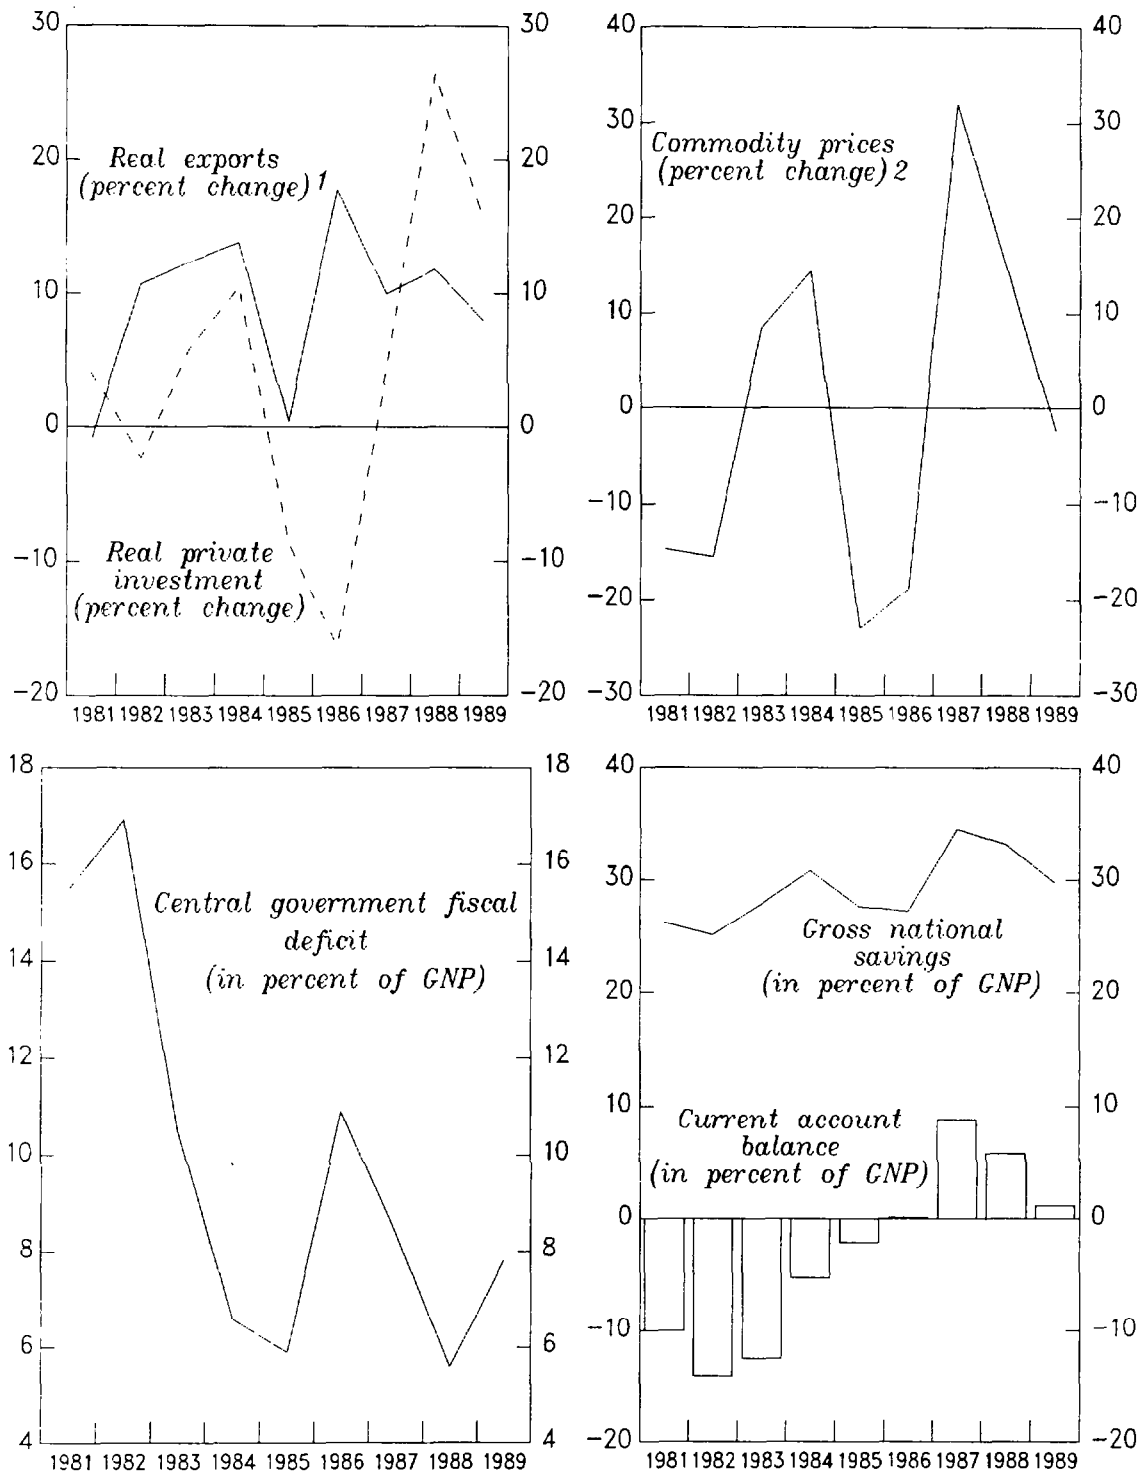 30
20
10
0
-10
-20
30
20
10
0
-10
-20
Real exports
(percent change) 1
Real private
investment
(percent change)
1981 1982 1983 1984 1985 1986 1987 1988 1989
40
30
20
10
0
-10
-20
-30
40
30
20
10
0
-10
-20
-30
Commodity prices
(percent change) 2
1981 1982 1983 1984 1985 1986 1987 1988 1989
18
16
14
12
10
8
6
4
18
16
14
12
10
8
6
4
Central government fiscal
deficit
(in percent of GNP)
1981 1982 1983 1984 1985 1986 1987 1988 1989
40
30
20
10
0
-10
-20
40
30
20
10
0
-10
-20
Gross national
savings
(in percent of GNP)
Current account
balance
(in percent of GNP)
1981 1982 1983 1984 1985 1986 1987 1988 1989